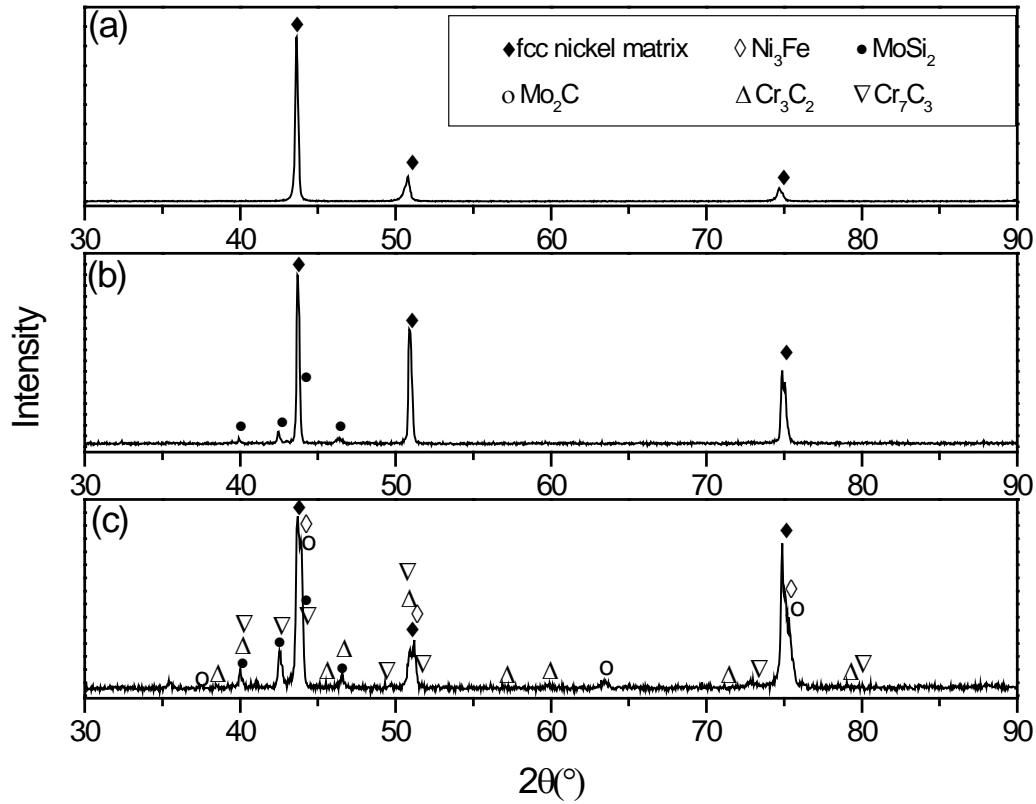 (a)
♦fcc nickel matrix ◊Ni₃Fe ●MoSi₂
o Mo₂C ΔCr₃C₂ ∇Cr₇C₃
30 40 50 60 70 80 90
(b)
30 40 50 60 70 80 90
(c)
30 40 50 60 70 80 90
Intensity
2θ(°)